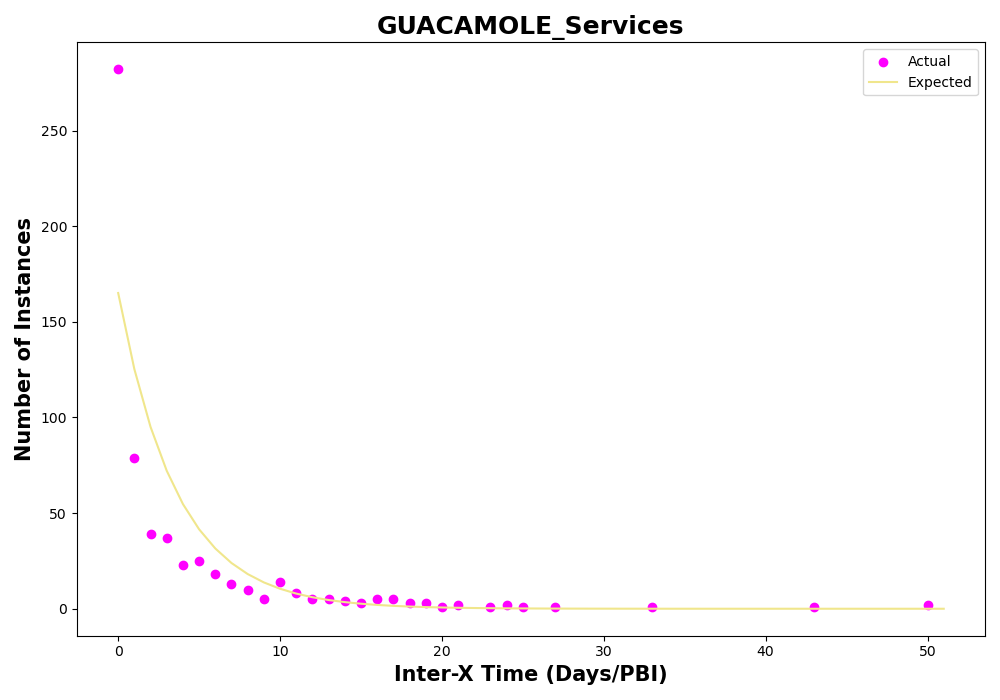 GUACAMOLE_Services
Actual
Expected
250
200
150
100
50
0
Number of Instances
0 10 20 30 40 50
Inter-X Time (Days/PBI)